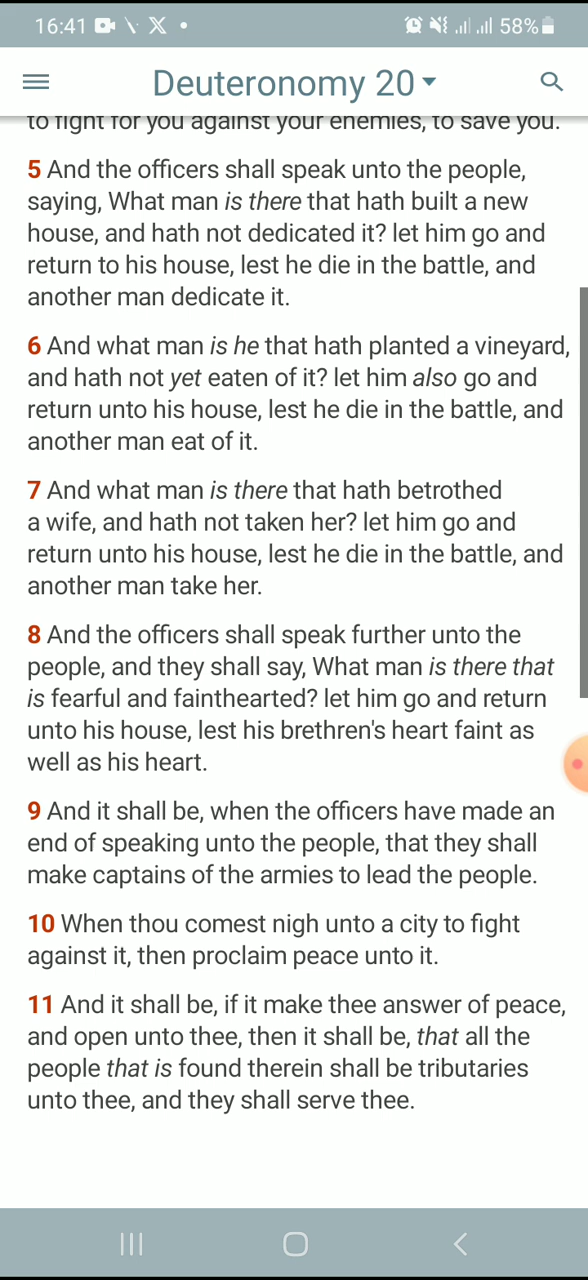 16:41 X 58%
Deuteronomy 20
to fight for you against your enemies, to save you.
5 And the officers shall speak unto the people,
saying, What man is there that hath built a new
house, and hath not dedicated it? let him go and
return to his house, lest he die in the battle, and
another man dedicate it.
6 And what man is he that hath planted a vineyard,
and hath not yet eaten of it? let him also go and
return unto his house, lest he die in the battle, and
another man eat of it.
7 And what man is there that hath betrothed
a wife, and hath not taken her? let him go and
return unto his house, lest he die in the battle, and
another man take her.
8 And the officers shall speak further unto the
people, and they shall say, What man is there that
is fearful and fainthearted? let him go and return
unto his house, lest his brethren's heart faint as
well as his heart.
9 And it shall be, when the officers have made an
end of speaking unto the people, that they shall
make captains of the armies to lead the people.
10 When thou comest nigh unto a city to fight
against it, then proclaim peace unto it.
11 And it shall be, if it make thee answer of peace,
and open unto thee, then it shall be, that all the
people that is found therein shall be tributaries
unto thee, and they shall serve thee.